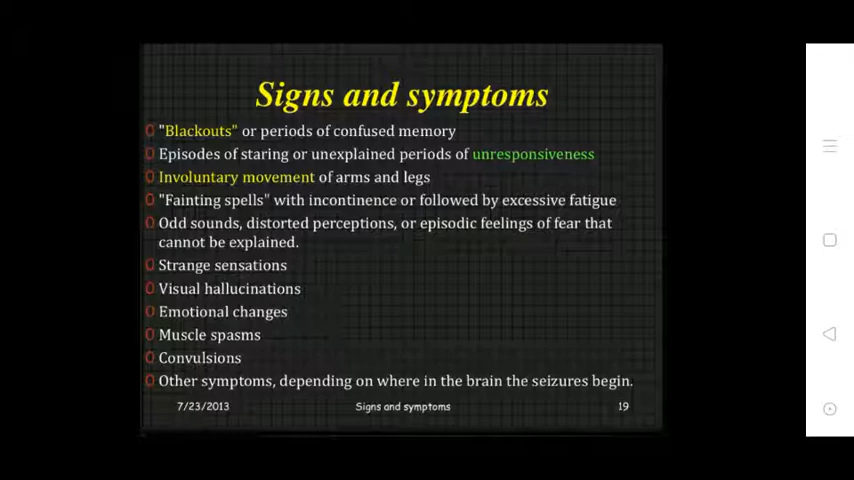 Signs and symptoms
"Blackouts" or periods of confused memory
Episodes of staring or unexplained periods of unresponsiveness
Involuntary movement of arms and legs
"Fainting spells" with incontinence or followed by excessive fatigue
Odd sounds, distorted perceptions, or episodic feelings of fear that
cannot be explained.
Strange sensations
Visual hallucinations
Emotional changes
Muscle spasms
Convulsions
Other symptoms, depending on where in the brain the seizures begin.
7/23/2013 Signs and symptoms 19